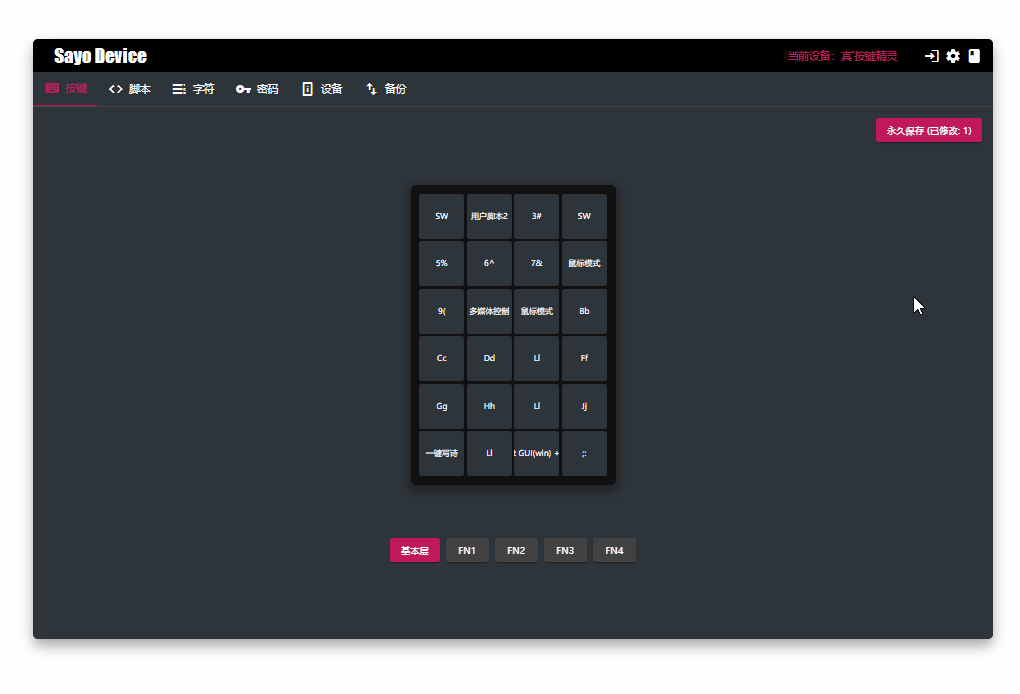 Sayo Device
当前设备: 真"按键精灵
按键 脚本 字符 密码 设备 备份
永久保存 (已修改: 1)
SW 用户脚本2 3# SW
5% 6^ 7& 鼠标模式
9( 多媒体控制 鼠标模式 Bb
Cc Dd Ll Ff
Gg Hh Ll Jj
一键写诗 Ll t GUI(win) + ;:
基本层 FN1 FN2 FN3 FN4